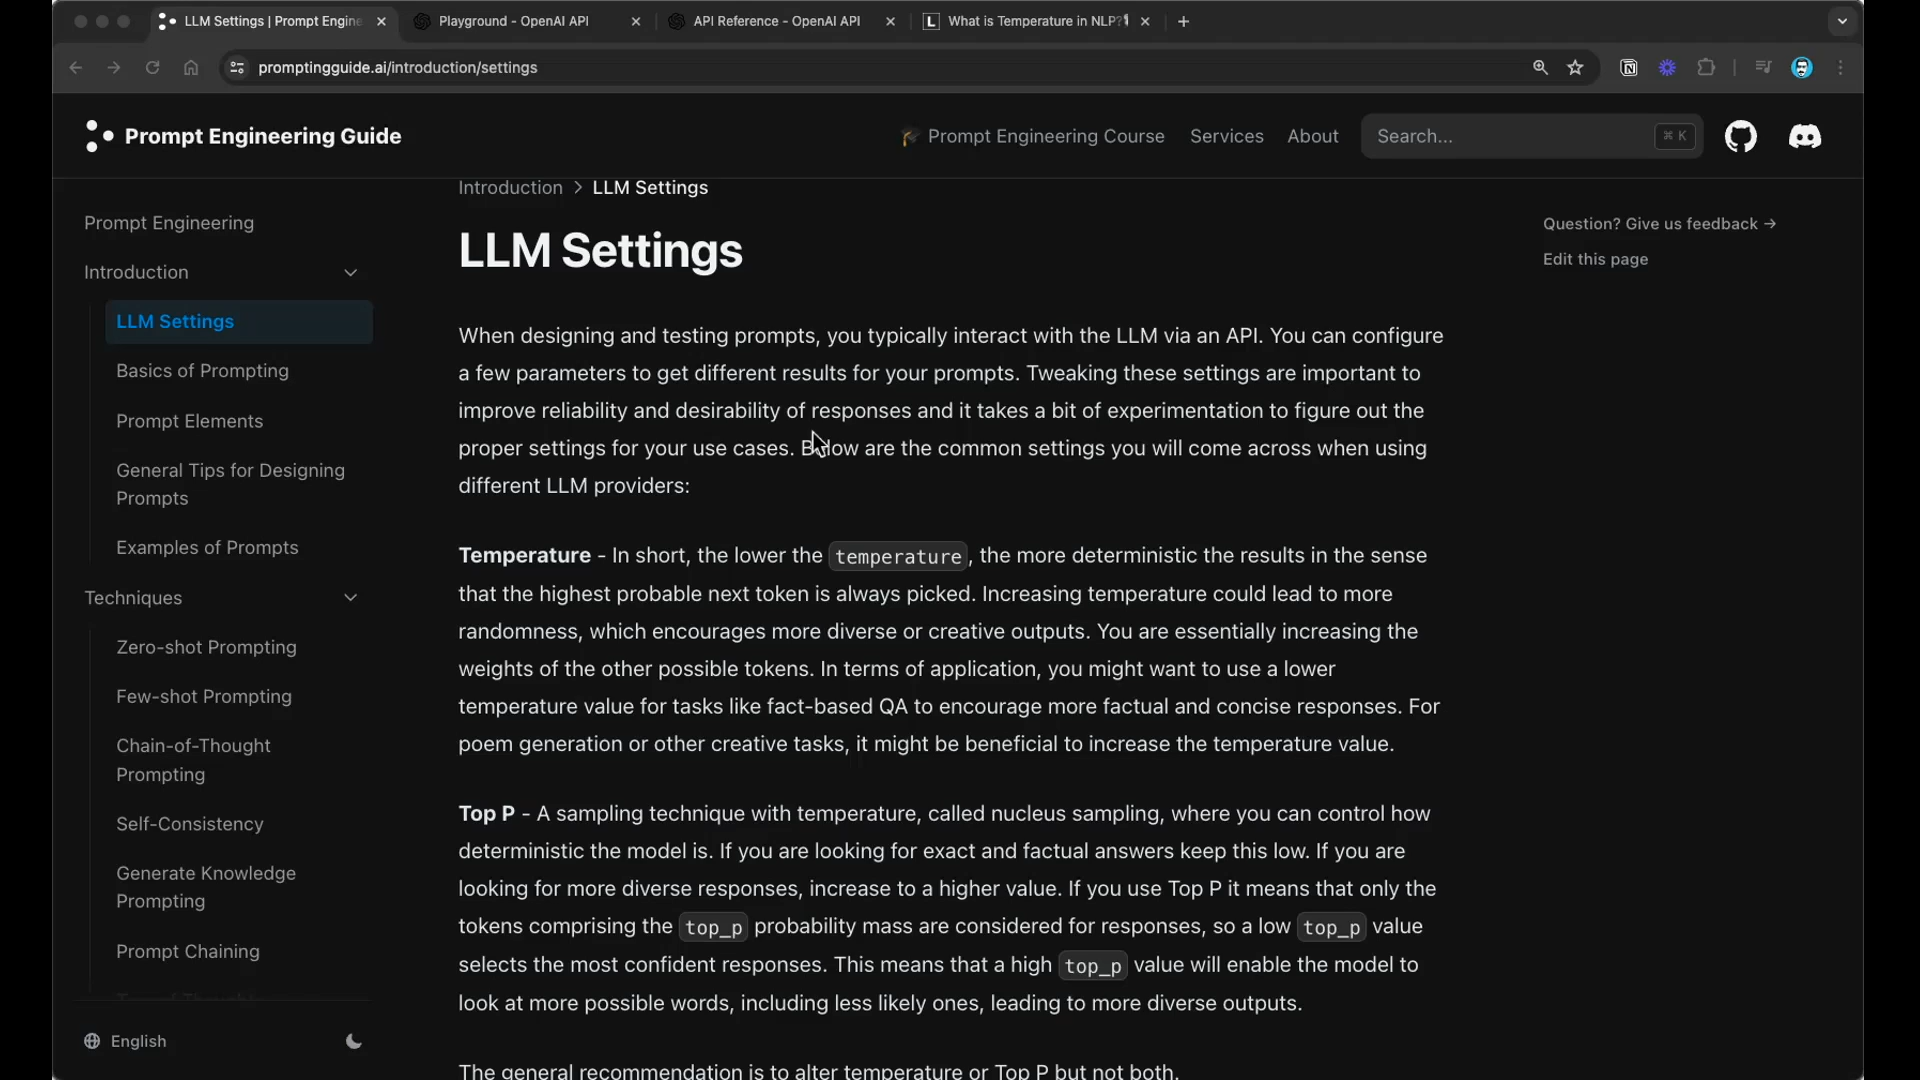 LLM Settings | Prompt Engine
Playground - OpenAI API
API Reference - OpenAI API
What is Temperature in NLP?
promptingguide.ai/introduction/settings
Prompt Engineering Guide
Prompt Engineering Course
Services
About
Search...
⌘ K
Prompt Engineering
Introduction
LLM Settings
Basics of Prompting
Prompt Elements
General Tips for Designing
Prompts
Examples of Prompts
Techniques
Zero-shot Prompting
Few-shot Prompting
Chain-of-Thought
Prompting
Self-Consistency
Generate Knowledge
Prompting
Prompt Chaining
English
Introduction > LLM Settings
LLM Settings
When designing and testing prompts, you typically interact with the LLM via an API. You can configure
a few parameters to get different results for your prompts. Tweaking these settings are important to
improve reliability and desirability of responses and it takes a bit of experimentation to figure out the
proper settings for your use cases. Below are the common settings you will come across when using
different LLM providers:
Temperature - In short, the lower the temperature, the more deterministic the results in the sense
that the highest probable next token is always picked. Increasing temperature could lead to more
randomness, which encourages more diverse or creative outputs. You are essentially increasing the
weights of the other possible tokens. In terms of application, you might want to use a lower
temperature value for tasks like fact-based QA to encourage more factual and concise responses. For
poem generation or other creative tasks, it might be beneficial to increase the temperature value.
Top P - A sampling technique with temperature, called nucleus sampling, where you can control how
deterministic the model is. If you are looking for exact and factual answers keep this low. If you are
looking for more diverse responses, increase to a higher value. If you use Top P it means that only the
tokens comprising the top_p probability mass are considered for responses, so a low top_p value
selects the most confident responses. This means that a high top_p value will enable the model to
look at more possible words, including less likely ones, leading to more diverse outputs.
The general recommendation is to alter temperature or Top P but not both.
Question? Give us feedback →
Edit this page